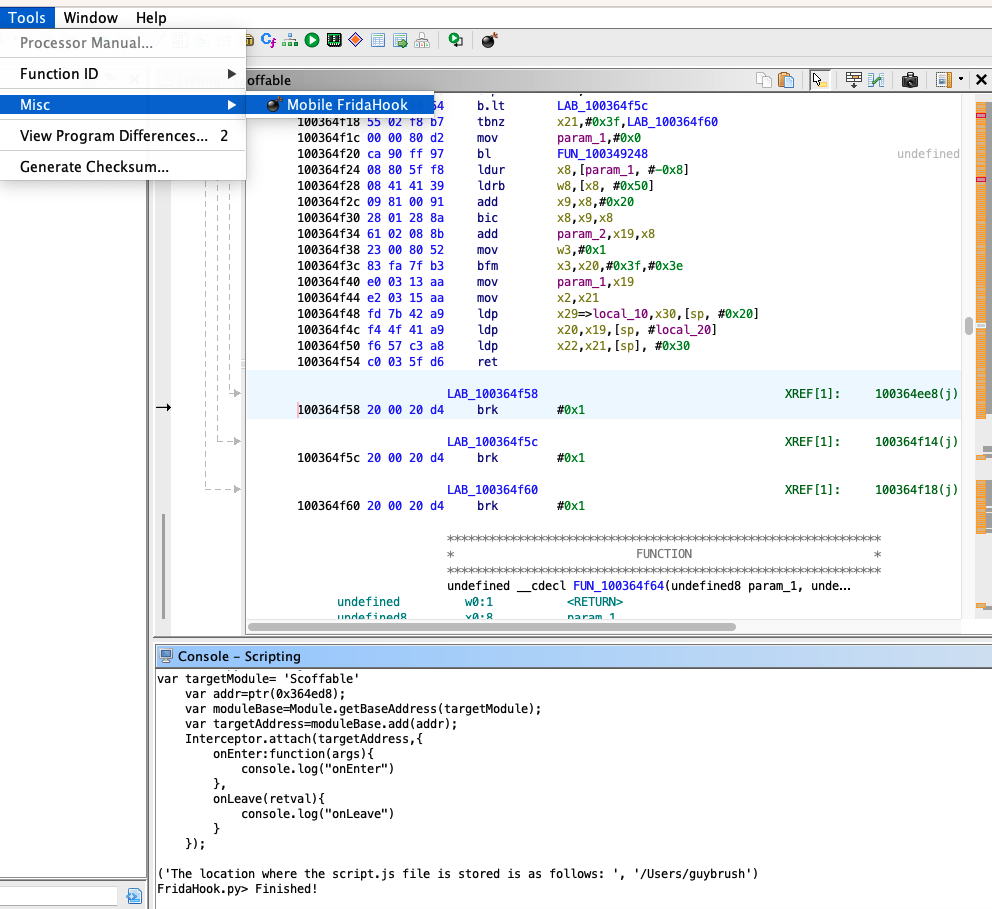 Tools Window Help
Processor Manual...
Function ID
Misc
Mobile FridaHook
View Program Differences... 2
Generate Checksum...
offable
64 b.lt LAB_100364f5c
100364f18 55 02 f8 b7 tbnz x21,#0x3f,LAB_100364f60
100364f1c 00 00 80 d2 mov param_1,#0x0
100364f20 ca 90 ff 97 bl FUN_100349248 undefined
100364f24 08 80 5f f8 ldur x8,[param_1, #-0x8]
100364f28 08 41 41 39 ldrb w8,[x8, #0x50]
100364f2c 09 81 00 91 add x9,x8,#0x20
100364f30 28 01 28 8a bic x8,x9,x8
100364f34 61 02 08 8b add param_2,x19,x8
100364f38 23 00 80 52 mov w3,#0x1
100364f3c 83 fa 7f b3 bfm x3,x20,#0x3f,#0x3e
100364f40 e0 03 13 aa mov param_1,x19
100364f44 e2 03 15 aa mov x2,x21
100364f48 fd 7b 42 a9 ldp x29=>local_10,x30,[sp, #0x20]
100364f4c f4 4f 41 a9 ldp x20,x19,[sp, #local_20]
100364f50 f6 57 c3 a8 ldp x22,x21,[sp], #0x30
100364f54 c0 03 5f d6 ret
LAB_100364f58 XREF[1]: 100364ee8(j)
100364f58 20 00 20 d4 brk #0x1
LAB_100364f5c XREF[1]: 100364f14(j)
100364f5c 20 00 20 d4 brk #0x1
LAB_100364f60 XREF[1]: 100364f18(j)
100364f60 20 00 20 d4 brk #0x1
**************************************************************
* FUNCTION *
**************************************************************
undefined __cdecl FUN_100364f64(undefined8 param_1, unde...
undefined w0:1 <RETURN>
undefined8 x0:8 param_1
Console - Scripting
var targetModule= 'Scoffable'
var addr=ptr(0x364ed8);
var moduleBase=Module.getBaseAddress(targetModule);
var targetAddress=moduleBase.add(addr);
Interceptor.attach(targetAddress,{
onEnter:function(args){
console.log("onEnter")
},
onLeave(retval){
console.log("onLeave")
}
});
('The location where the script.js file is stored is as follows: ', '/Users/guybrush')
FridaHook.py> Finished!